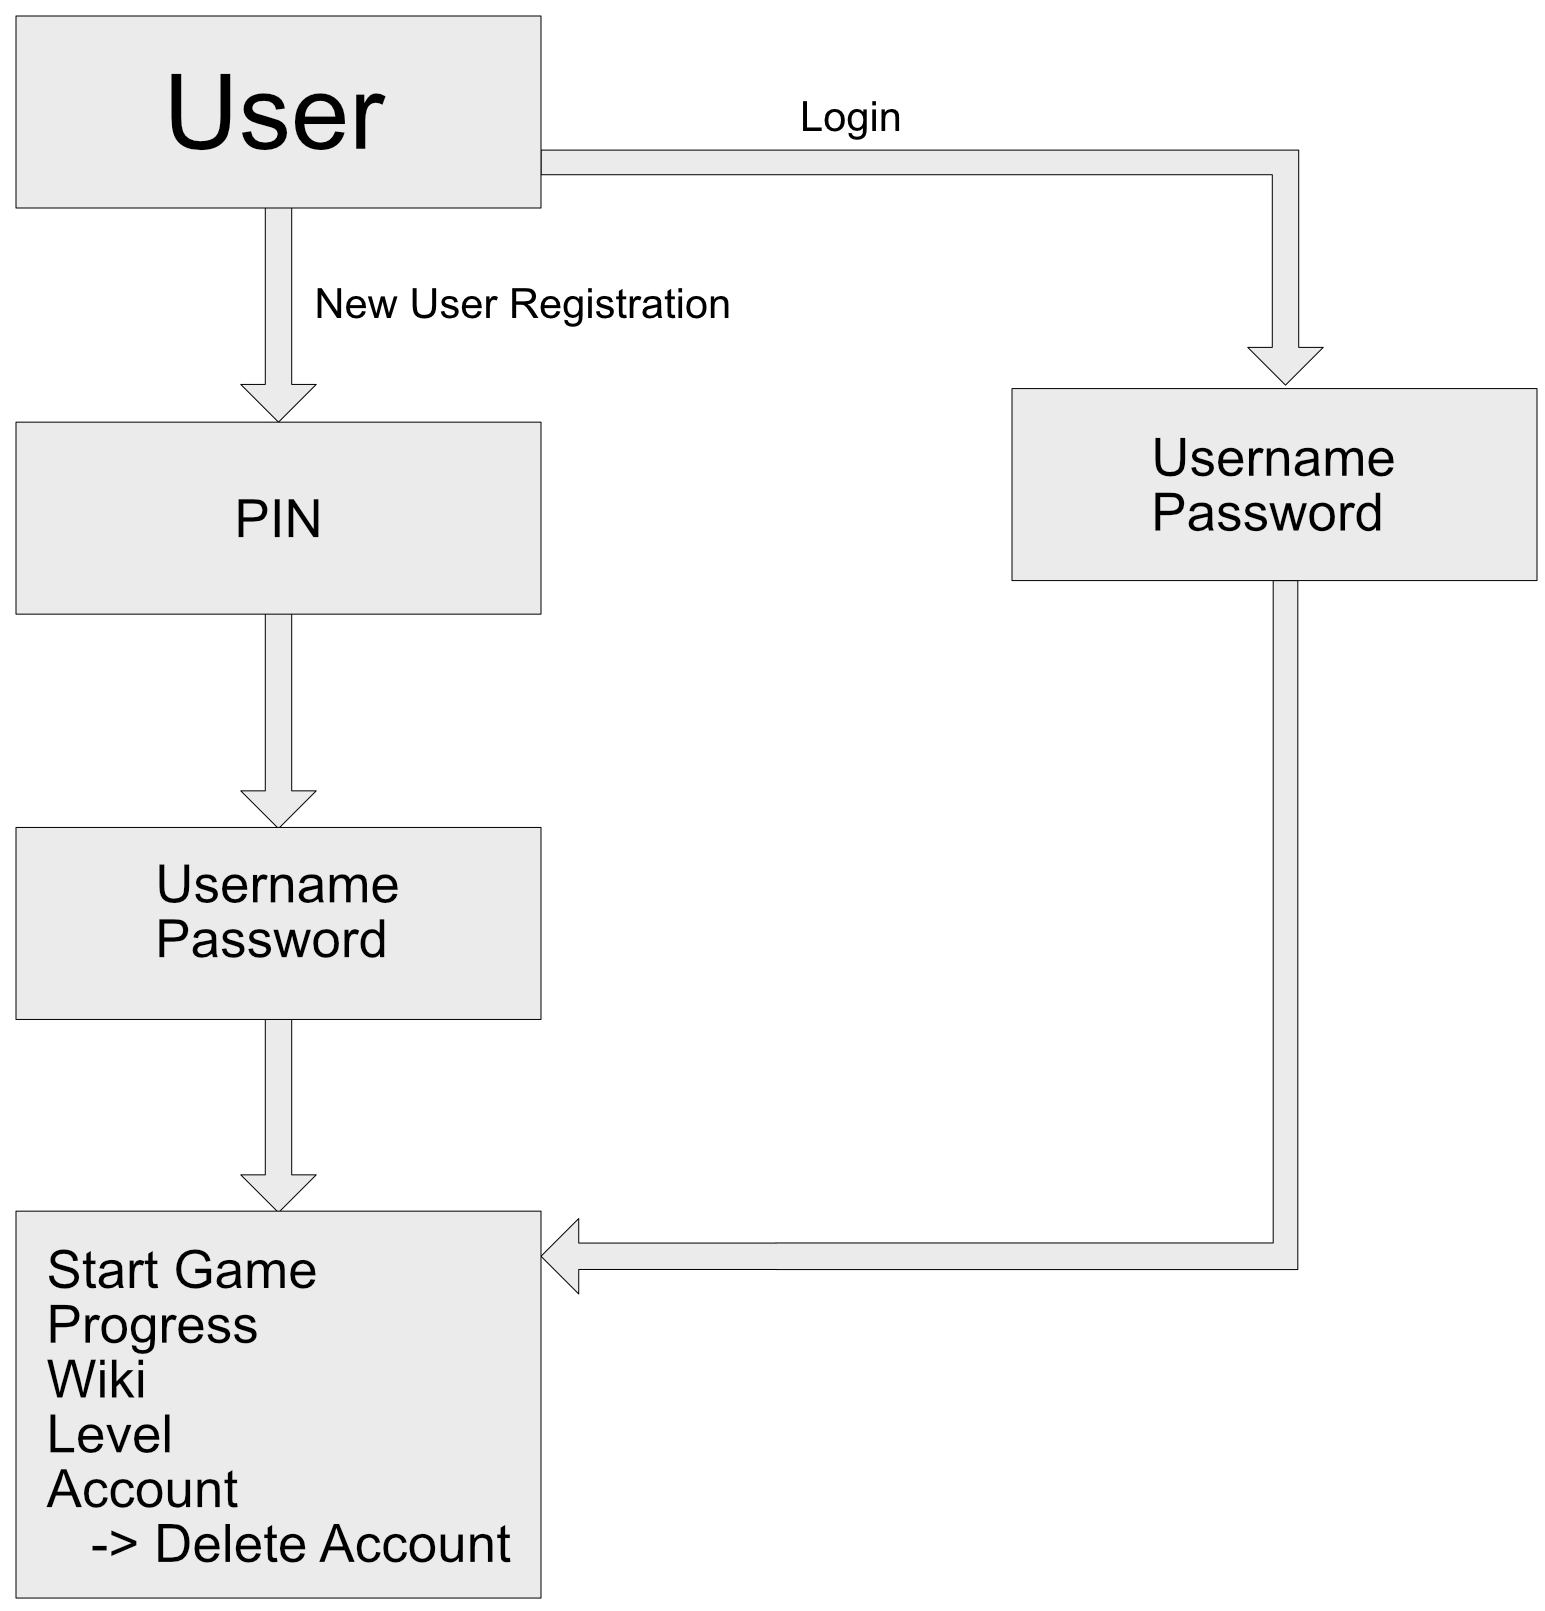 User
Login
New User Registration
PIN
Username
Password
Username
Password
Start Game
Progress
Wiki
Level
Account
-> Delete Account